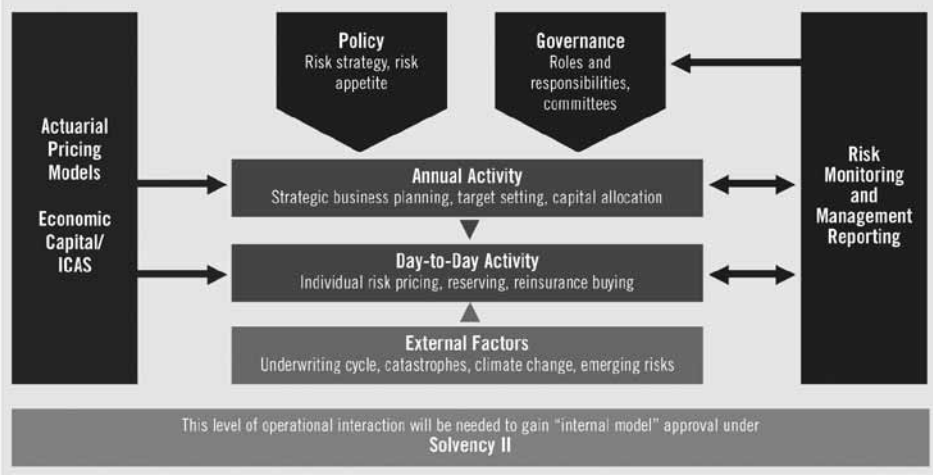 Policy
Risk strategy, risk
appetite
Governance
Roles and
responsibilities,
committees
Actuarial
Pricing
Models
Economic
Capital/
ICAS
Annual Activity
Strategic business planning, target setting, capital allocation
Day-to-Day Activity
Individual risk pricing, reserving, reinsurance buying
External Factors
Underwriting cycle, catastrophes, climate change, emerging risks
Risk
Monitoring
and
Management
Reporting
This level of operational interaction will be needed to gain “internal model” approval under
Solvency II